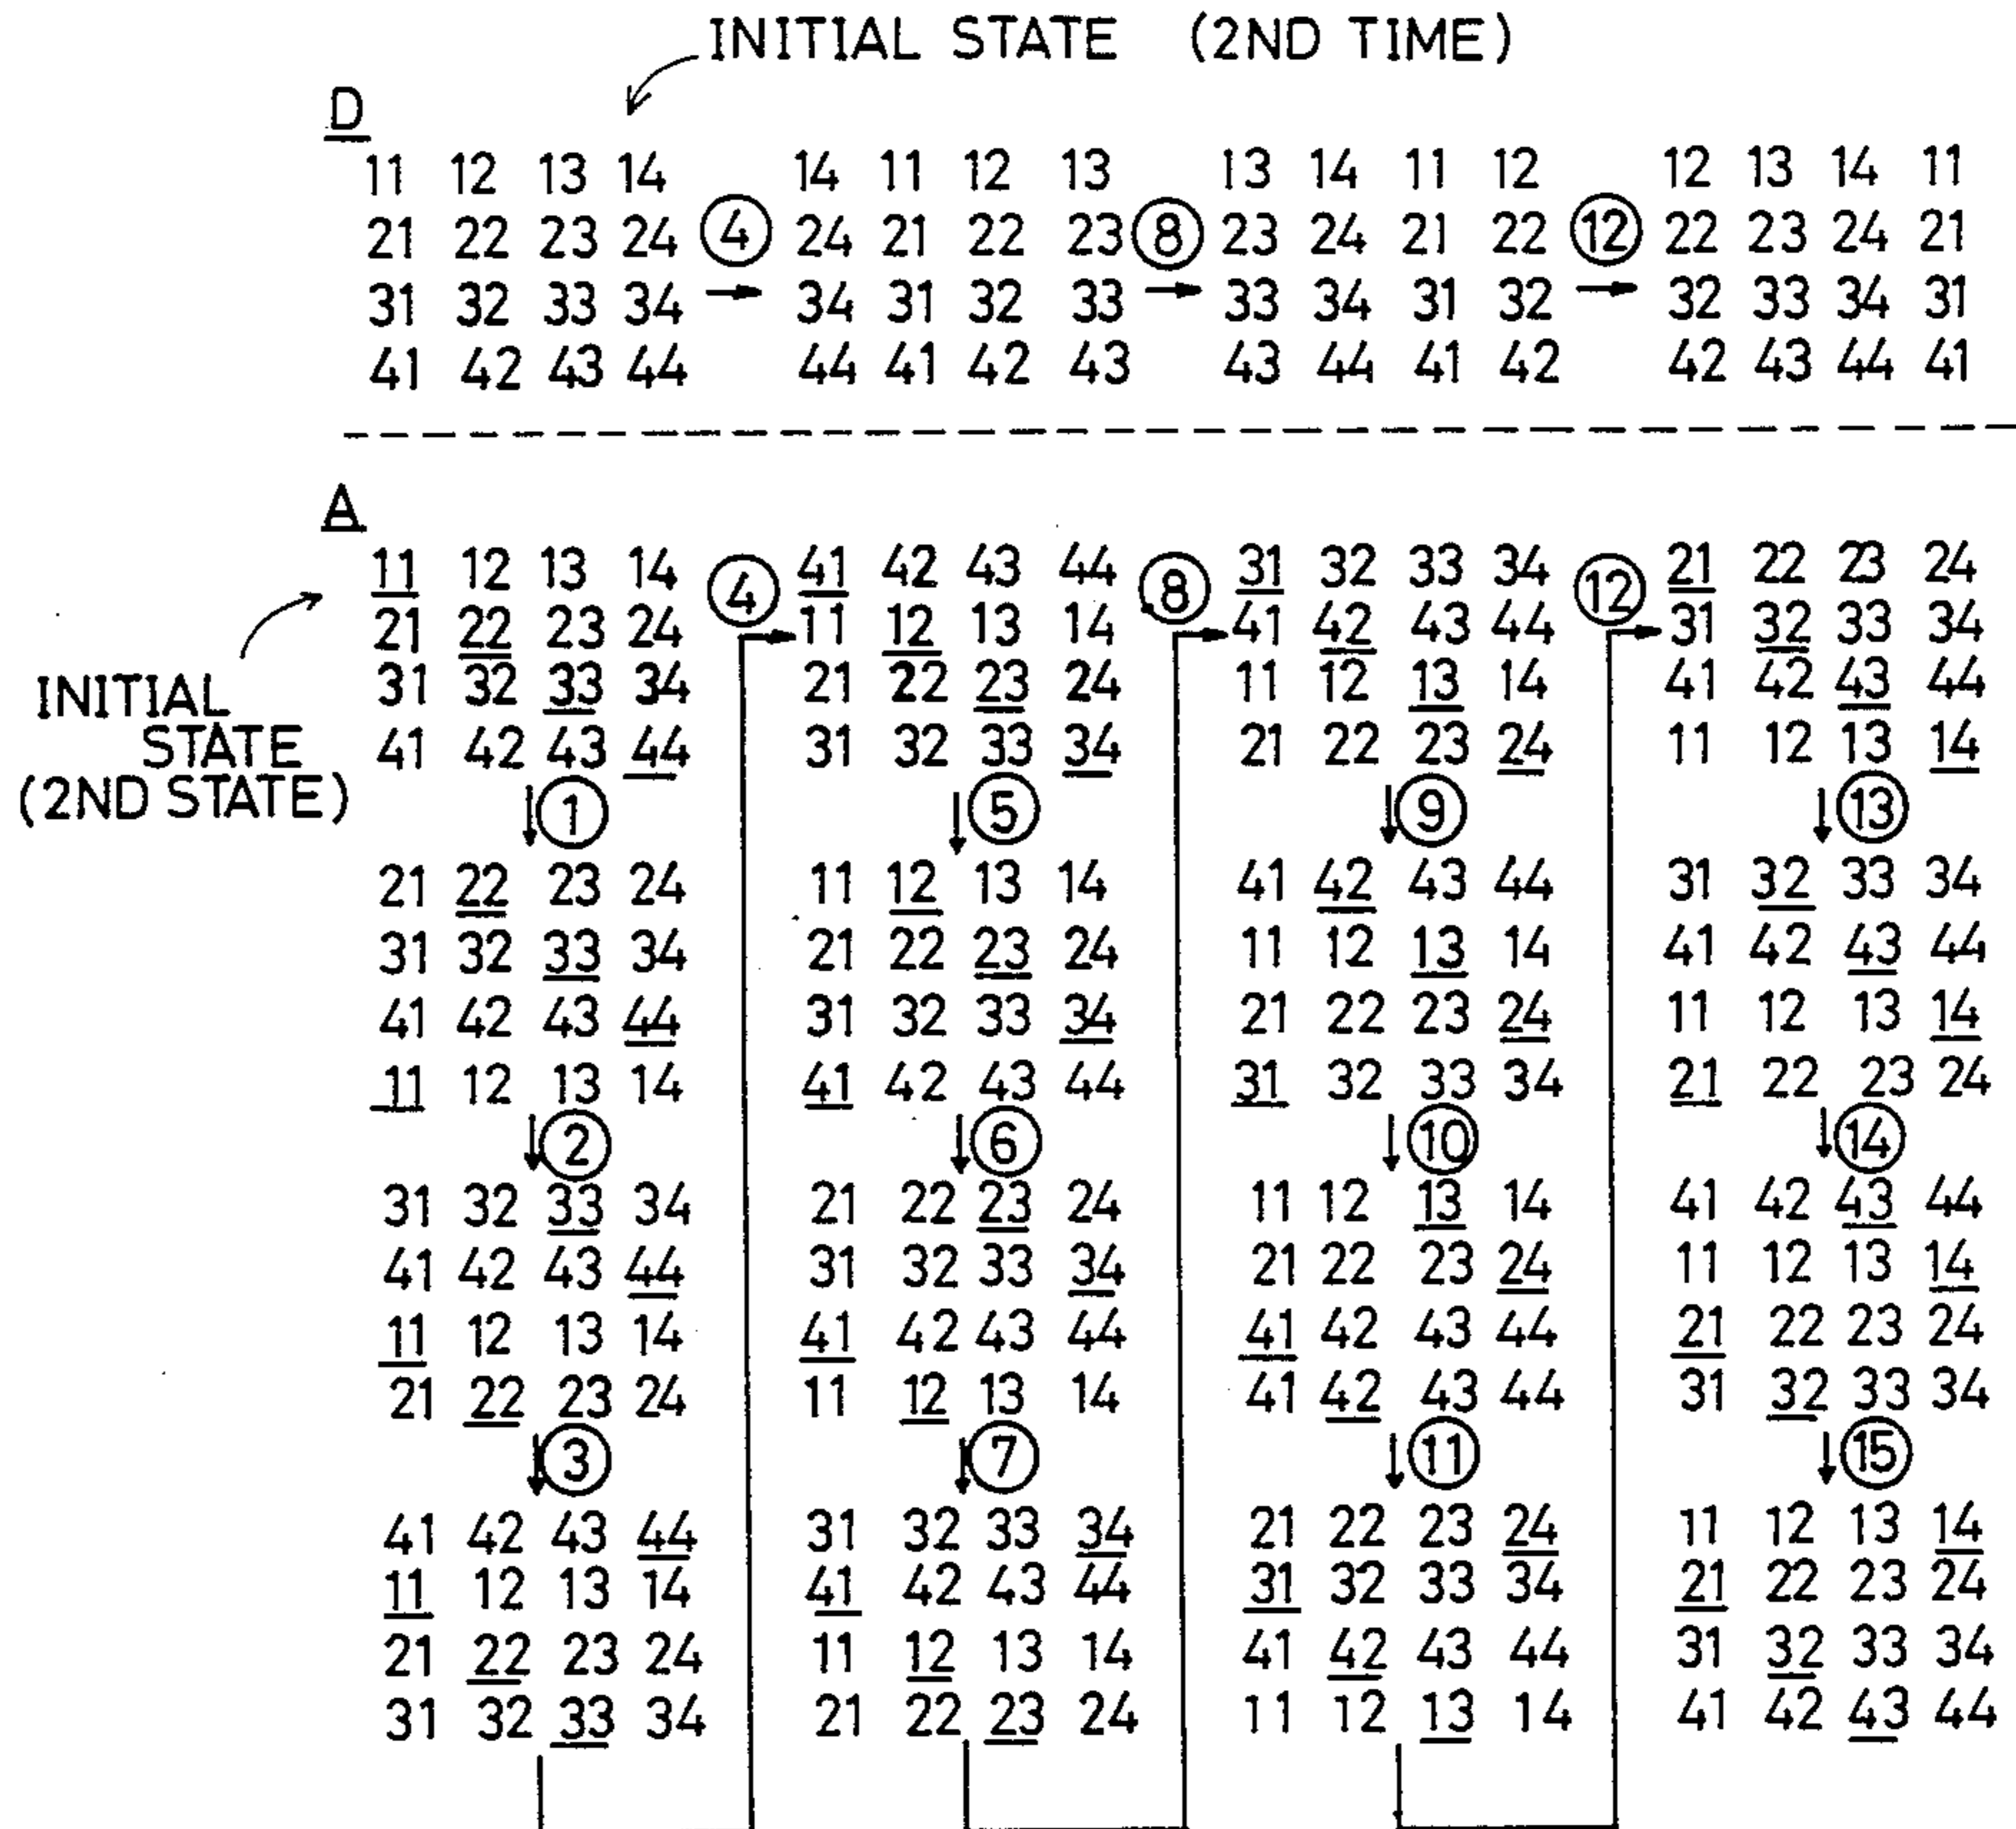 INITIAL STATE (2ND TIME)
D
11 12 13 14 14 11 12 13 13 14 11 12 12 13 14 11
21 22 23 24 ④ 24 21 22 23 ⑧ 23 24 21 22 ⑫ 22 23 24 21
31 32 33 34 → 34 31 32 33 → 33 34 31 32 → 32 33 34 31
41 42 43 44 44 41 42 43 43 44 41 42 42 43 44 41
A
11 12 13 14 ④ 41 42 43 44 ⑧ 31 32 33 34 ⑫ 21 22 23 24
21 22 23 24 11 12 13 14 41 42 43 44 31 32 33 34
31 32 33 34 21 22 23 24 11 12 13 14 41 42 43 44
41 42 43 44 31 32 33 34 21 22 23 24 11 12 13 14
INITIAL
STATE
(2ND STATE)
↓① ↓⑤ ↓⑨ ↓⑬
21 22 23 24 11 12 13 14 41 42 43 44 31 32 33 34
31 32 33 34 21 22 23 24 11 12 13 14 41 42 43 44
41 42 43 44 31 32 33 34 21 22 23 24 11 12 13 14
11 12 13 14 41 42 43 44 31 32 33 34 21 22 23 24
↓② ↓⑥ ↓⑩ ↓⑭
31 32 33 34 21 22 23 24 11 12 13 14 41 42 43 44
41 42 43 44 31 32 33 34 21 22 23 24 11 12 13 14
11 12 13 14 41 42 43 44 41 42 43 44 21 22 23 24
21 22 23 24 11 12 13 14 41 42 43 44 31 32 33 34
↓③ ↓⑦ ↓⑪ ↓⑮
41 42 43 44 31 32 33 34 21 22 23 24 11 12 13 14
11 12 13 14 41 42 43 44 31 32 33 34 21 22 23 24
21 22 23 24 11 12 13 14 41 42 43 44 31 32 33 34
31 32 33 34 21 22 23 24 11 12 13 14 41 42 43 44